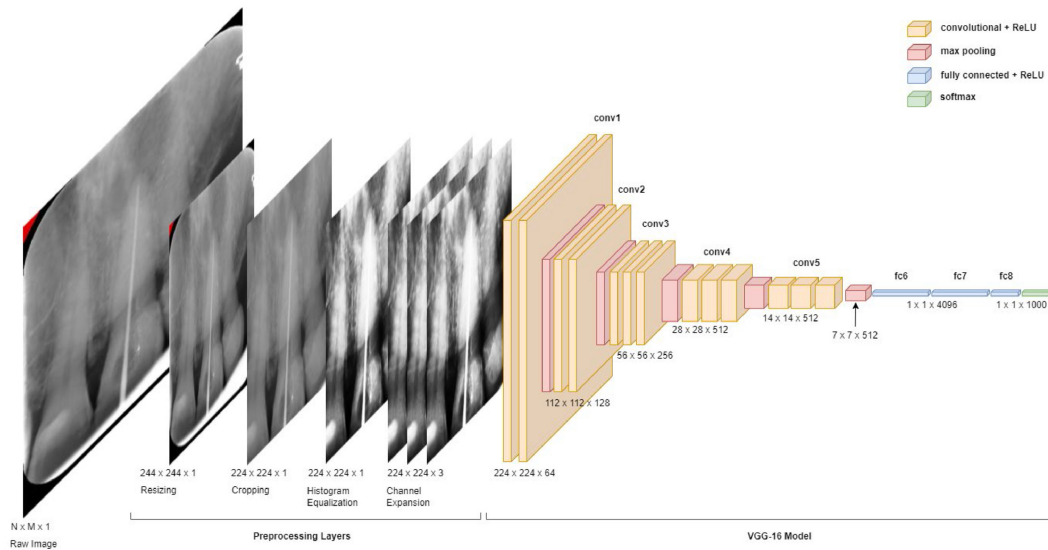 convolutional + ReLU
max pooling
fully connected + ReLU
softmax
conv1
conv2
conv3
conv4
conv5
fc6
fc7
fc8
1 x 1 x 4096
1 x 1 x 1000
14 x 14 x 512
28 x 28 x 512
7 x 7 x 512
56 x 56 x 256
112 x 112 x 128
244 x 244 x 1
224 x 224 x 1
224 x 224 x 1
224 x 224 x 3
224 x 224 x 64
Resizing
Cropping
Histogram
Equalization
Channel
Expansion
N x M x 1
Raw Image
Preprocessing Layers
VGG-16 Model